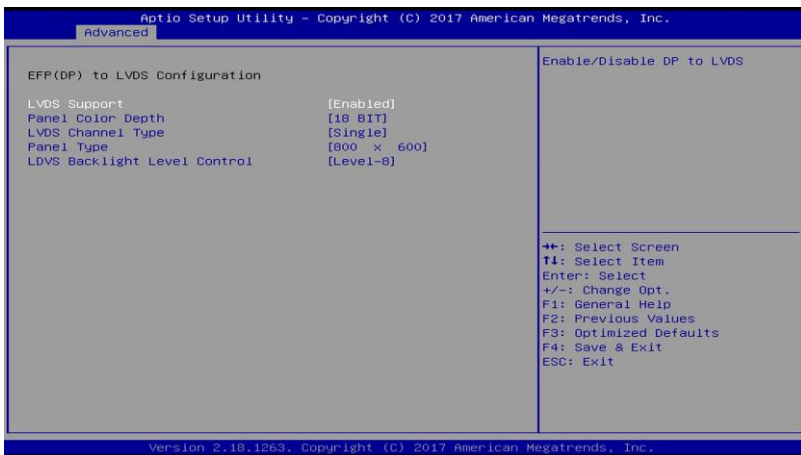 Aptio Setup Utility – Copyright (C) 2017 American Megatrends, Inc.
Advanced
EFP(DP) to LVDS Configuration
LVDS Support [Enabled]
Panel Color Depth [18 BIT]
LVDS Channel Type [Single]
Panel Type [800 x 600]
LDVS Backlight Level Control [Level-8]
Enable/Disable DP to LVDS
→←: Select Screen
↑↓: Select Item
Enter: Select
+/-: Change Opt.
F1: General Help
F2: Previous Values
F3: Optimized Defaults
F4: Save & Exit
ESC: Exit
Version 2.18.1263. Copyright (C) 2017 American Megatrends, Inc.